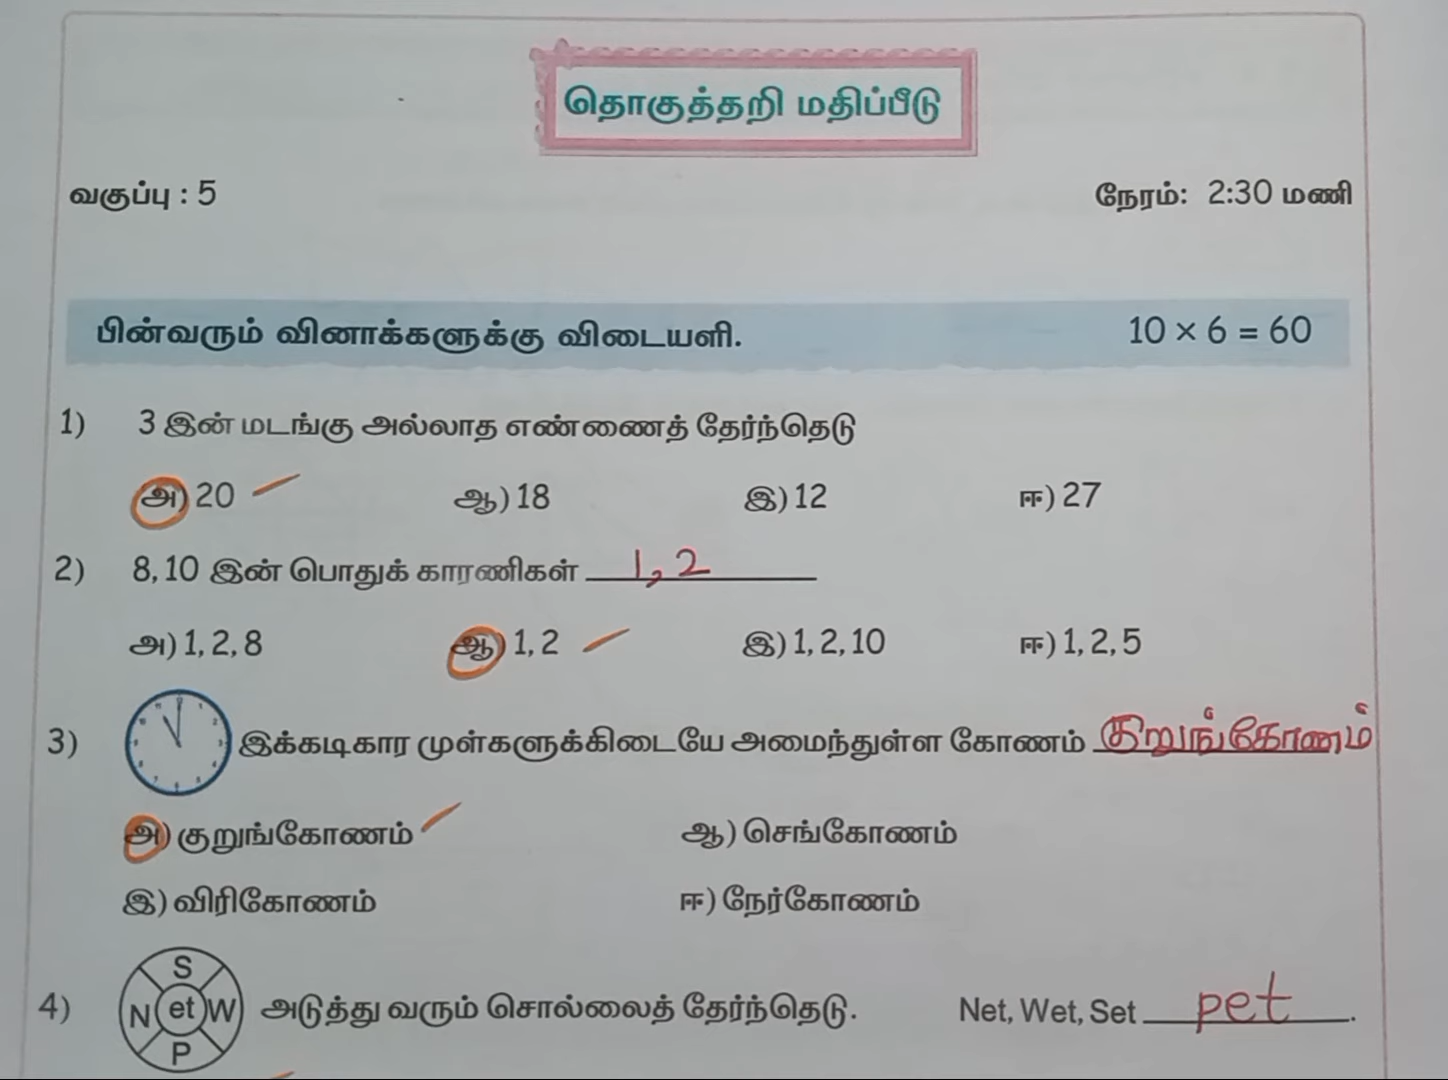 தொகுத்தறி மதிப்பீடு
வகுப்பு : 5 நேரம்: 2:30 மணி
பின்வரும் வினாக்களுக்கு விடையளி. 10 × 6 = 60
1) 3 இன் மடங்கு அல்லாத எண்ணைத் தேர்ந்தெடு
அ) 20 ஆ) 18 இ) 12 ஈ) 27
2) 8, 10 இன் பொதுக் காரணிகள் 1, 2
அ) 1, 2, 8 ஆ) 1, 2 இ) 1, 2, 10 ஈ) 1, 2, 5
3) இக்கடிகார முள்களுக்கிடையே அமைந்துள்ள கோணம் குறுங்கோணம்
அ) குறுங்கோணம் ஆ) செங்கோணம்
இ) விரிகோணம் ஈ) நேர்கோணம்
4) S N et W P அடுத்து வரும் சொல்லைத் தேர்ந்தெடு. Net, Wet, Set pet.